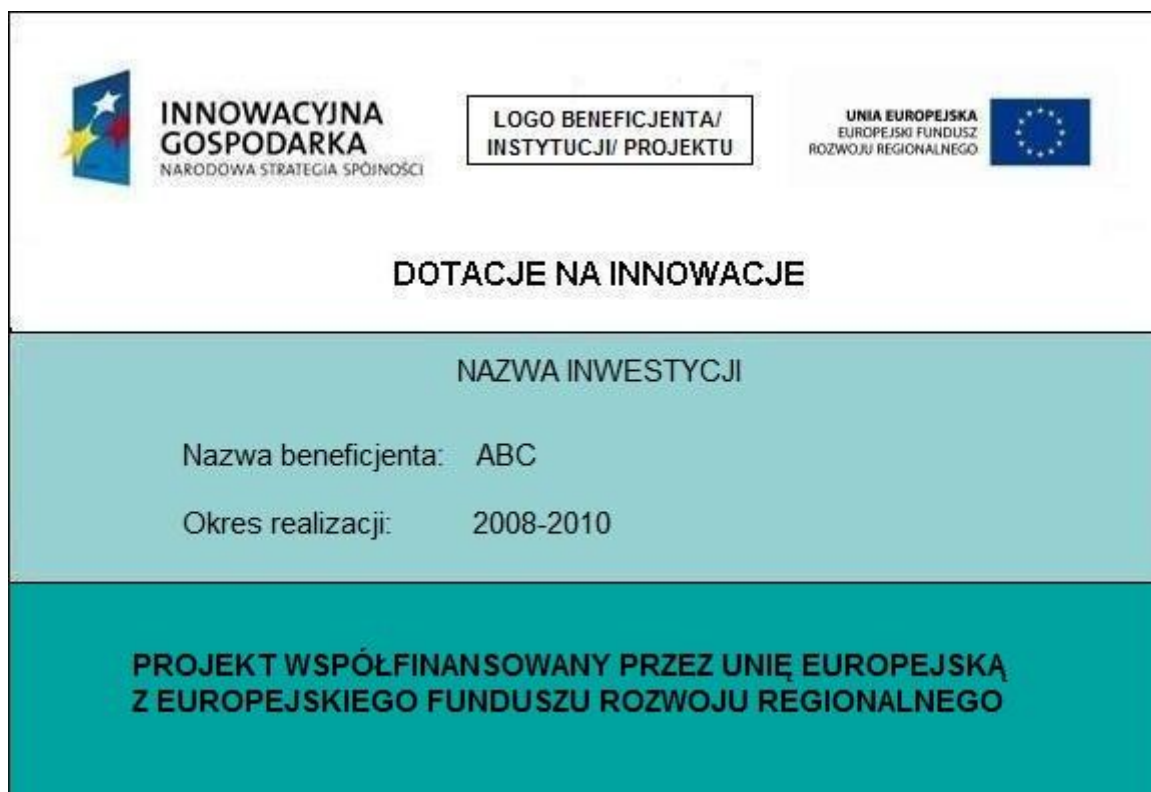 INNOWACYJNA
GOSPODARKA
NARODOWA STRATEGIA SPÓJNOŚCI
LOGO BENEFICJENTA/
INSTYTUCJI/ PROJEKTU
UNIA EUROPEJSKA
EUROPEJSKI FUNDUSZ
ROZWOJU REGIONALNEGO
DOTACJE NA INNOWACJE
NAZWA INWESTYCJI
Nazwa beneficjenta: ABC
Okres realizacji: 2008-2010
PROJEKT WSPÓŁFINANSOWANY PRZEZ UNIĘ EUROPEJSKĄ
Z EUROPEJSKIEGO FUNDUSZU ROZWOJU REGIONALNEGO